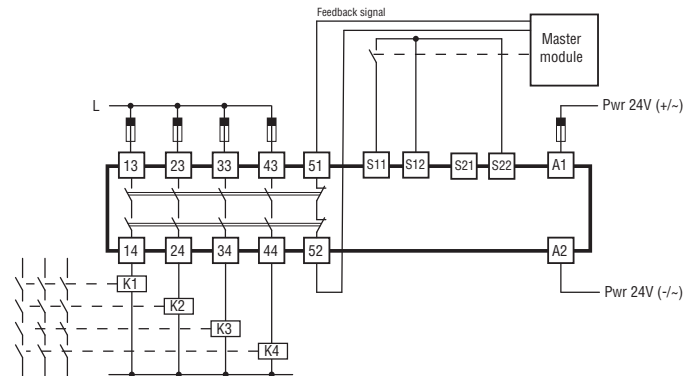 Feedback signal
Master
module
L
Pwr 24V (+/~)
13 23 33 43 51 S11 S12 S21 S22 A1
14 24 34 44 52 A2
K1
Pwr 24V (-/~)
K2
K3
K4